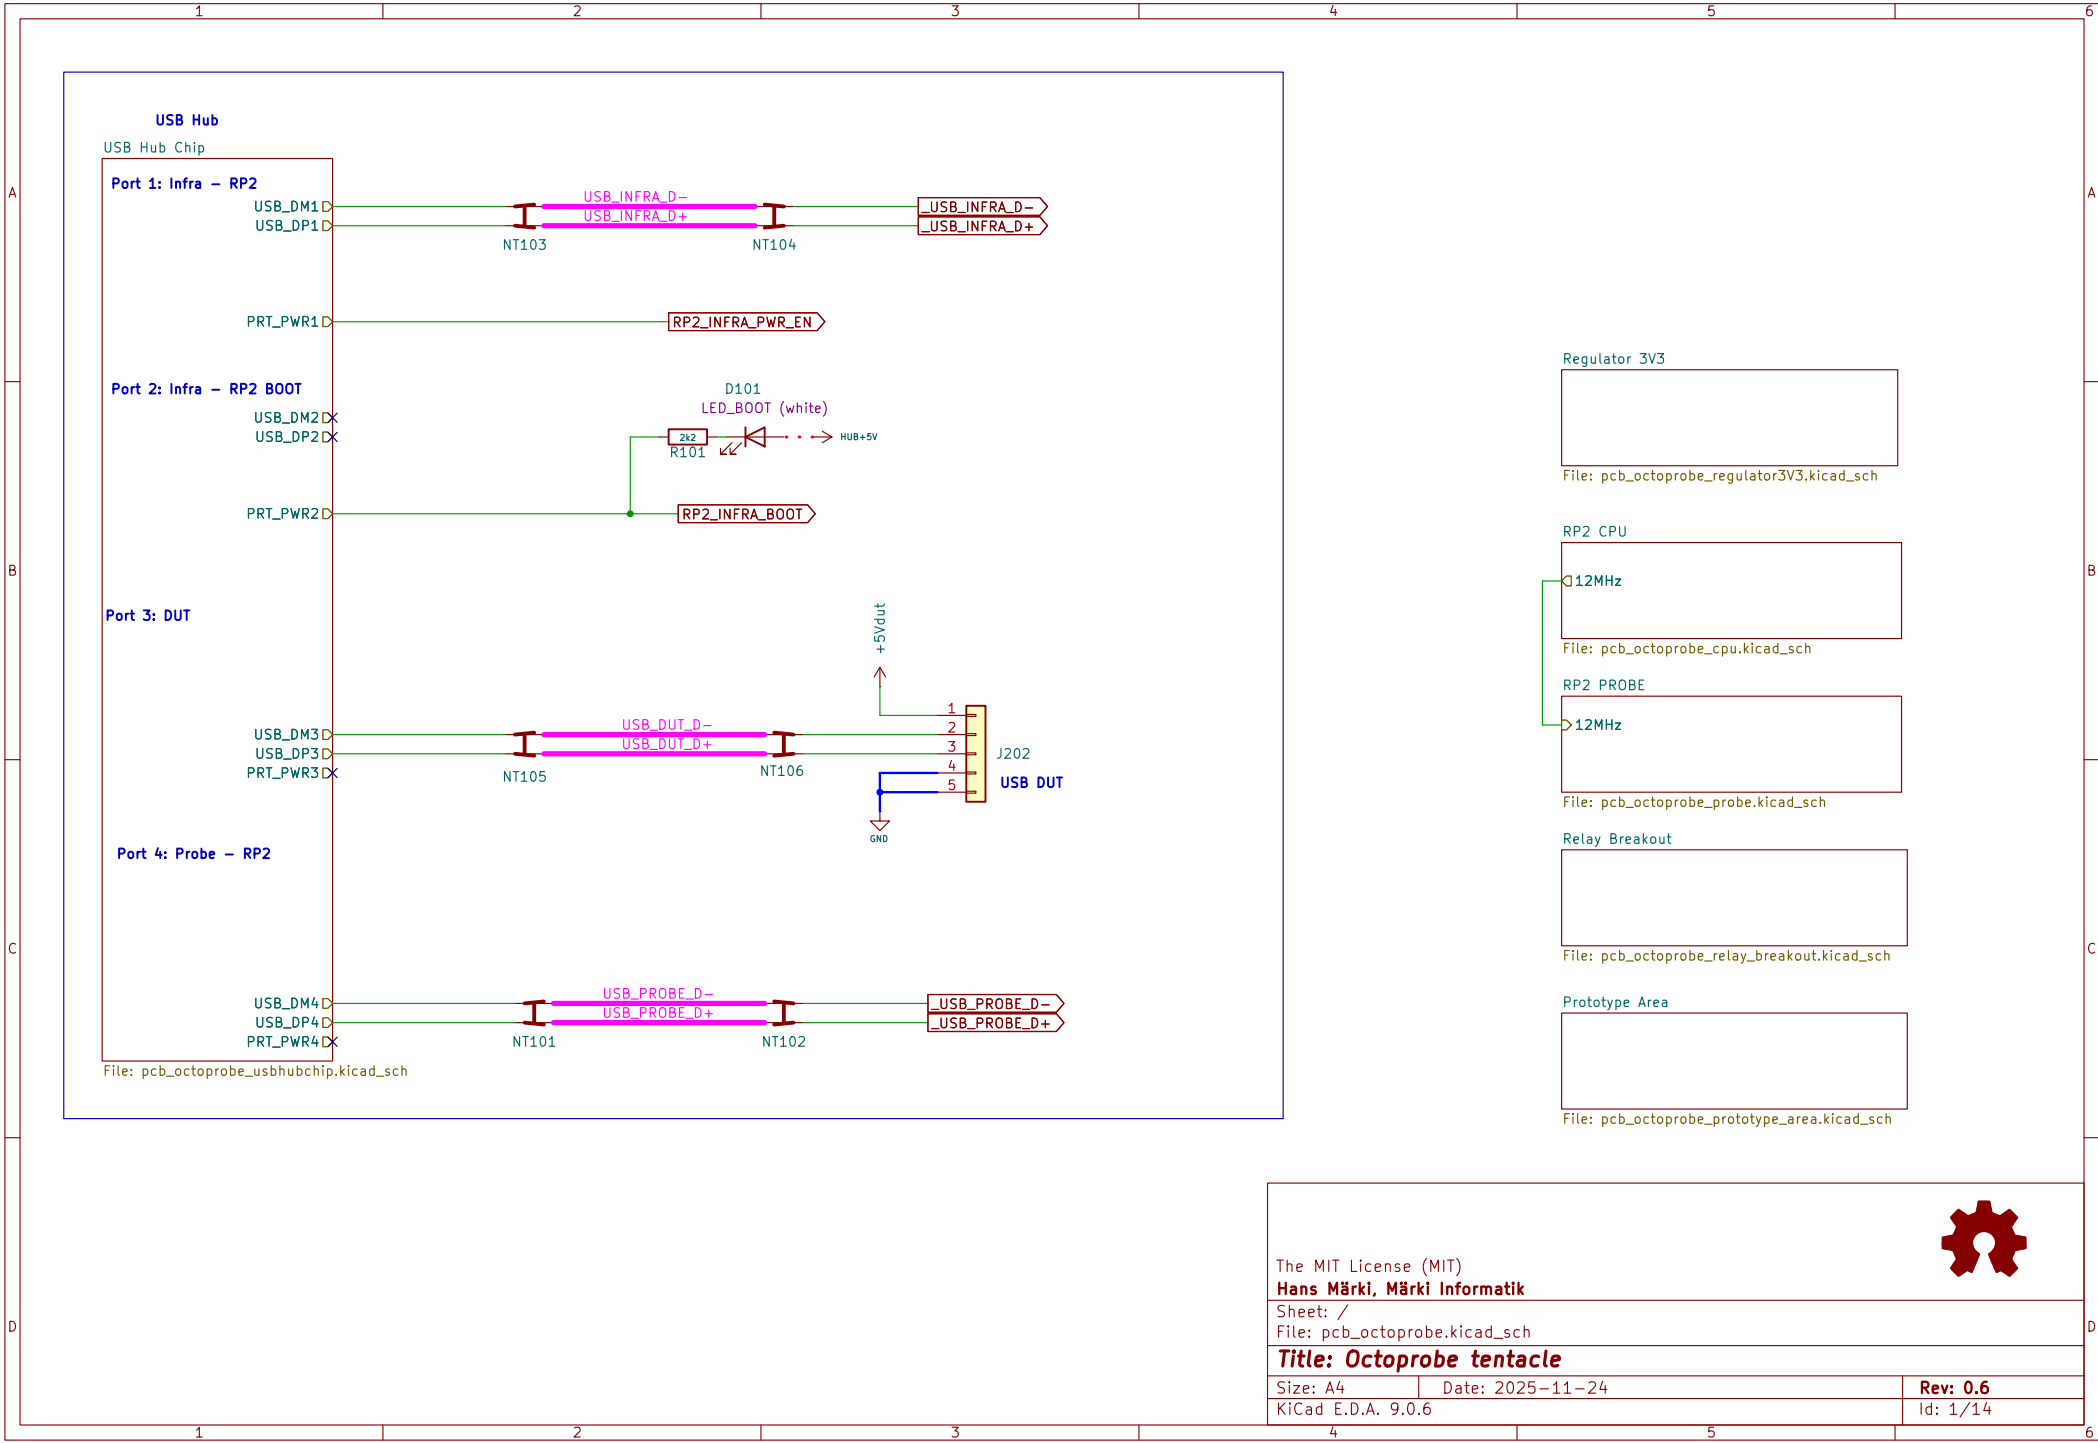 1 2 3 4 5 6
A
B
C
D
A
B
C
D
USB Hub
USB Hub Chip
Port 1: Infra - RP2
USB_DM1
USB_DP1
USB_INFRA_D-
USB_INFRA_D+
NT103
NT104
_USB_INFRA_D-
_USB_INFRA_D+
PRT_PWR1
RP2_INFRA_PWR_EN
Port 2: Infra - RP2 BOOT
USB_DM2
USB_DP2
D101
LED_BOOT (white)
2k2
R101
HUB+5V
PRT_PWR2
RP2_INFRA_BOOT
Port 3: DUT
+5Vdut
USB_DM3
USB_DP3
PRT_PWR3
USB_DUT_D-
USB_DUT_D+
NT105
NT106
1
2
3
4
5
J202
USB DUT
GND
Port 4: Probe - RP2
USB_DM4
USB_DP4
PRT_PWR4
USB_PROBE_D-
USB_PROBE_D+
NT101
NT102
_USB_PROBE_D-
_USB_PROBE_D+
File: pcb_octoprobe_usbhubchip.kicad_sch
Regulator 3V3
File: pcb_octoprobe_regulator3V3.kicad_sch
RP2 CPU
12MHz
File: pcb_octoprobe_cpu.kicad_sch
RP2 PROBE
12MHz
File: pcb_octoprobe_probe.kicad_sch
Relay Breakout
File: pcb_octoprobe_relay_breakout.kicad_sch
Prototype Area
File: pcb_octoprobe_prototype_area.kicad_sch
The MIT License (MIT)
Hans Märki, Märki Informatik
Sheet: /
File: pcb_octoprobe.kicad_sch
Title: Octoprobe tentacle
Size: A4 Date: 2025-11-24 Rev: 0.6
KiCad E.D.A. 9.0.6 Id: 1/14
1 2 3 4 5 6